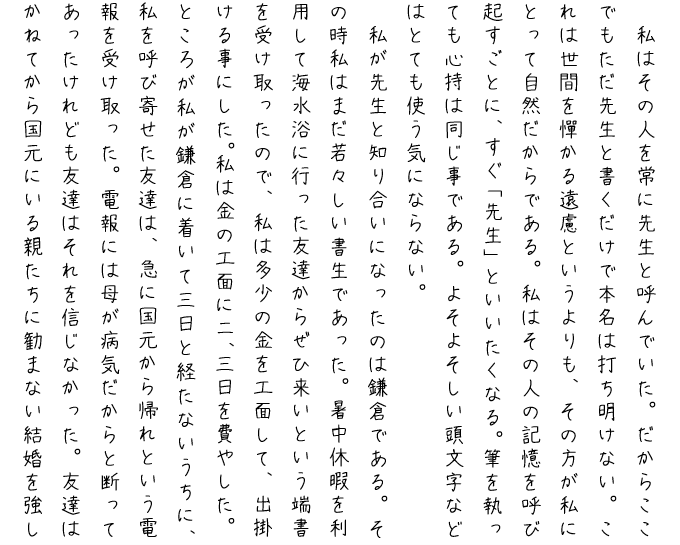 私はその人を常に先生と呼んでいた。だからここ
でもただ先生と書くだけで本名は打ち明けない。こ
れは世間を憚かる遠慮というよりも、その方が私に
とって自然だからである。私はその人の記憶を呼び
起すごとに、すぐ「先生」といいたくなる。筆を執っ
ても心持は同じ事である。よそよそしい頭文字など
はとても使う気にならない。
　私が先生と知り合いになったのは鎌倉である。そ
の時私はまだ若々しい書生であった。暑中休暇を利
用して海水浴に行った友達からぜひ来いという端書
を受け取ったので、私は多少の金を工面して、出掛
ける事にした。私は金の工面に二、三日を費やした。
ところが私が鎌倉に着いて三日と経たないうちに、
私を呼び寄せた友達は、急に国元から帰れという電
報を受け取った。電報には母が病気だからと断って
あったけれども友達はそれを信じなかった。友達は
かねてから国元にいる親たちに勧まない結婚を強し